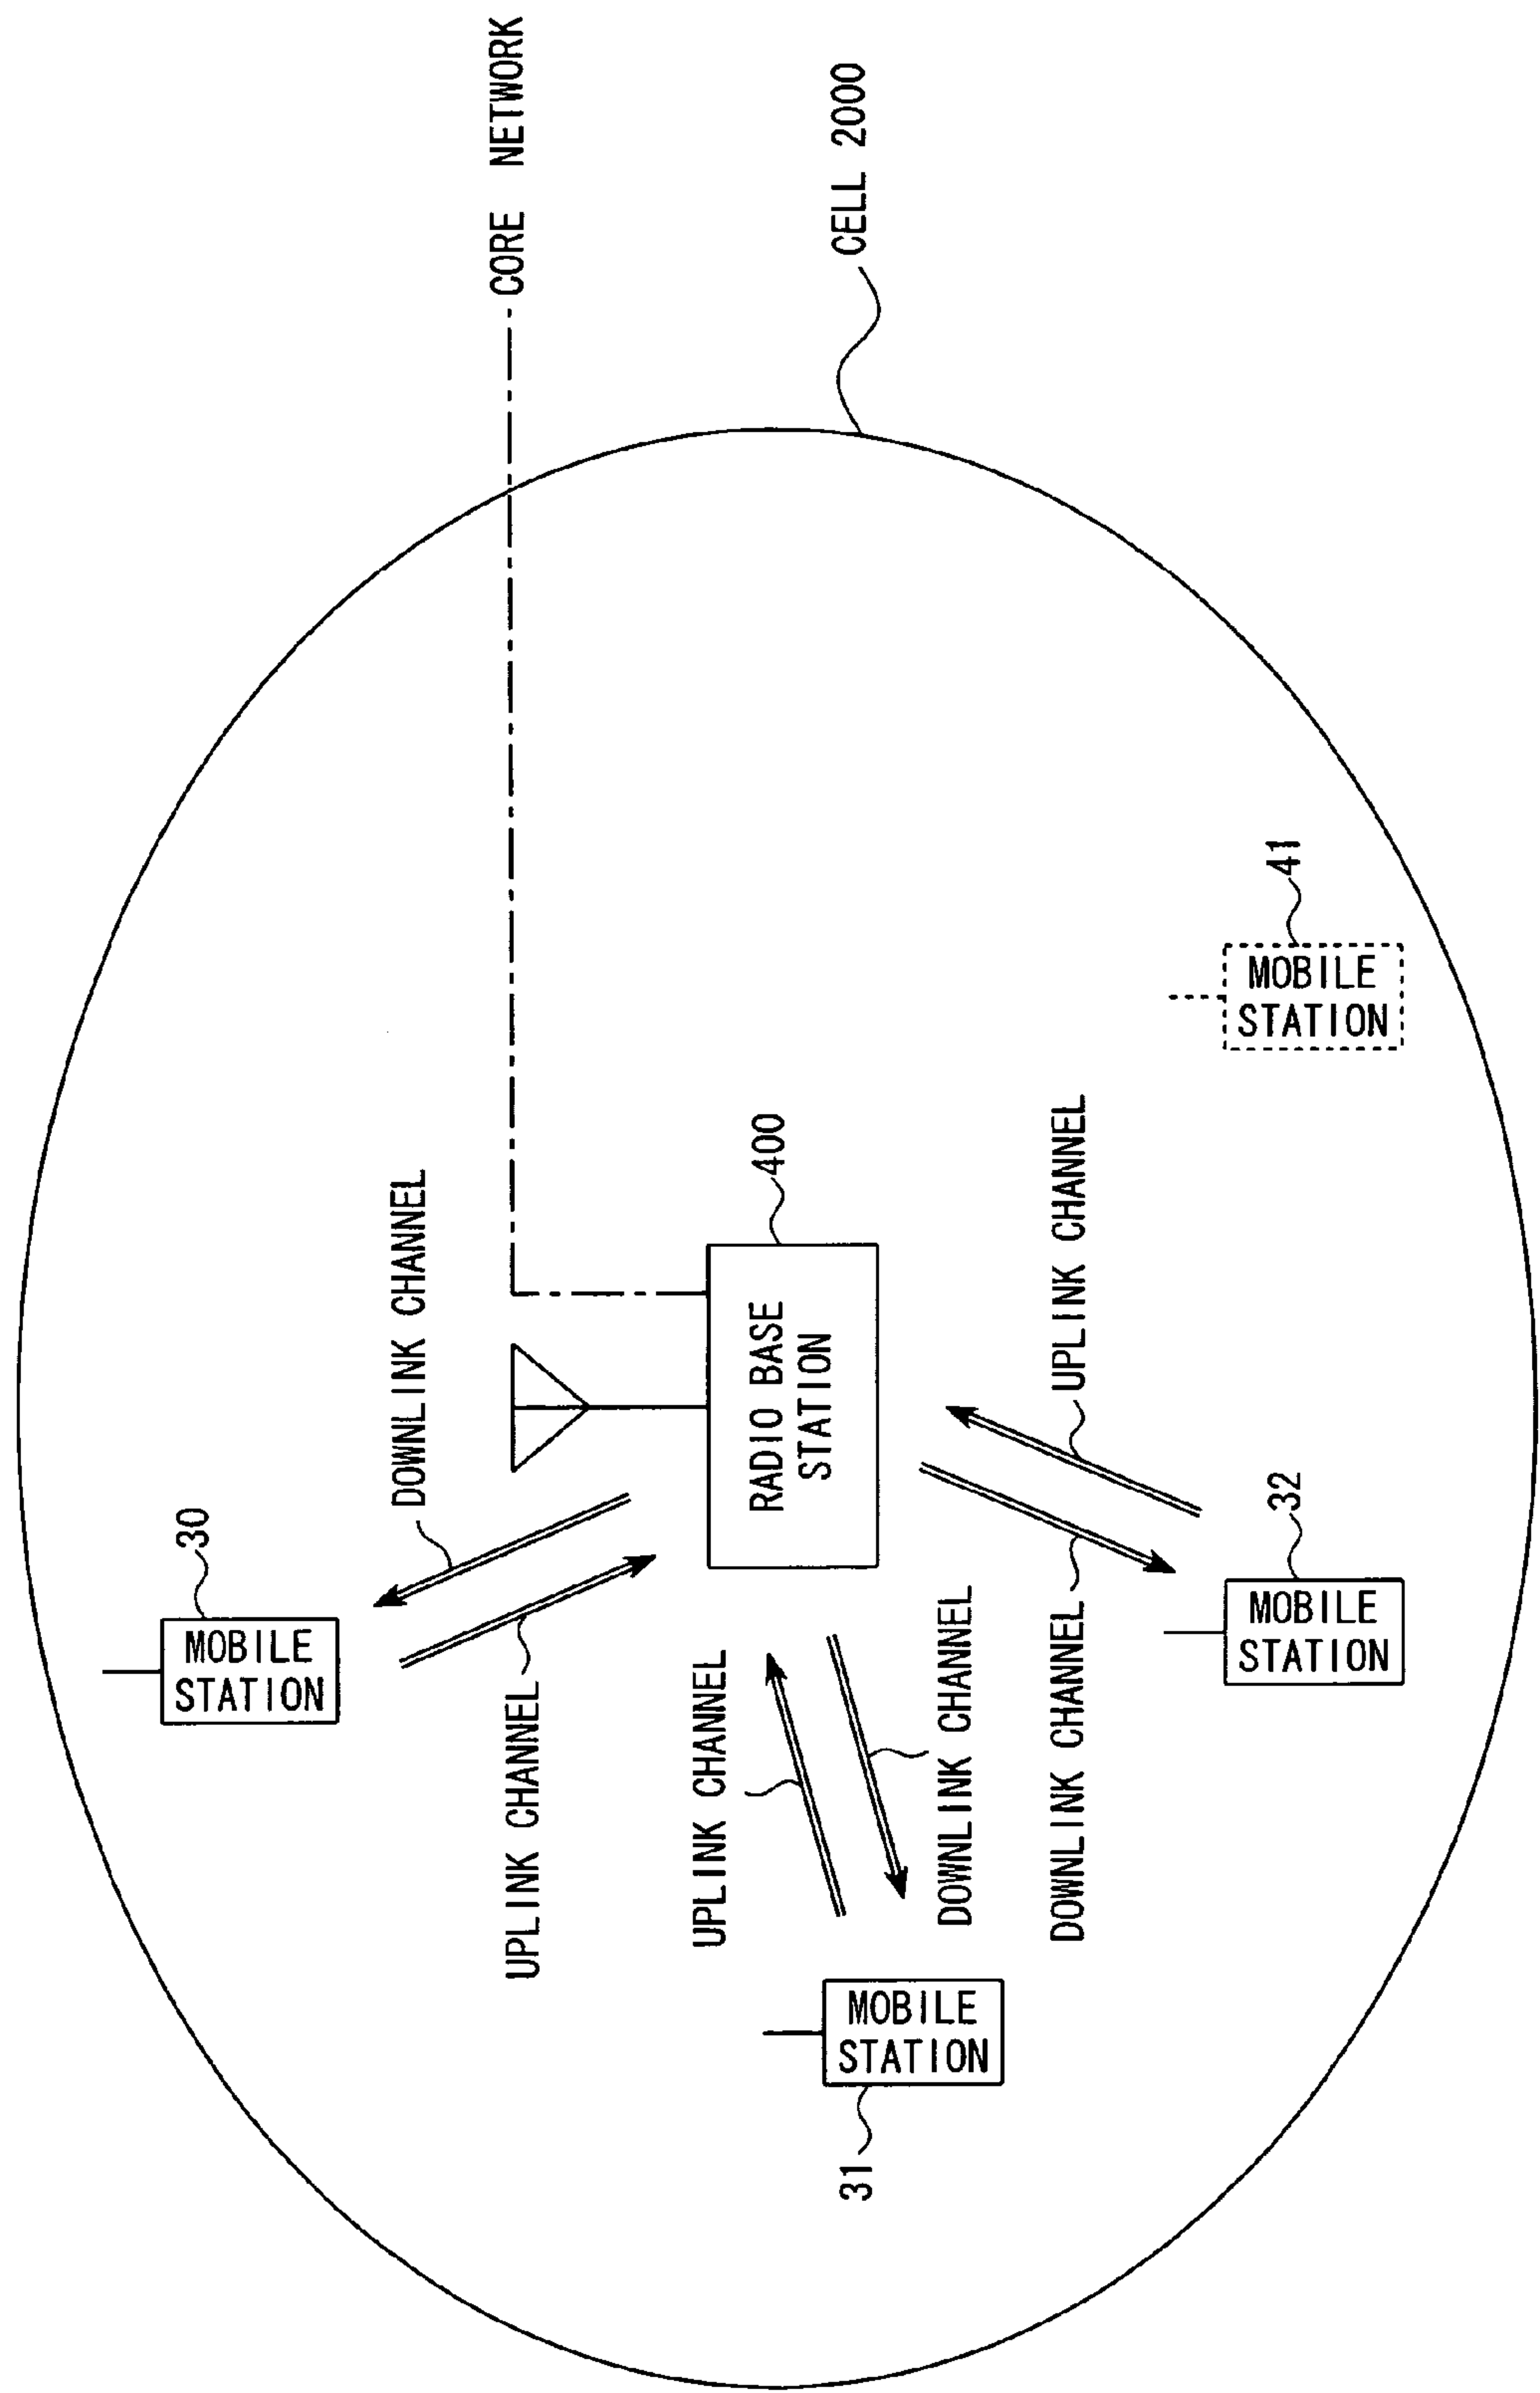 CORE NETWORK
CELL 2000
30
MOBILE
STATION
DOWNLINK CHANNEL
UPLINK CHANNEL
400
RADIO BASE
STATION
UPLINK CHANNEL
DOWNLINK CHANNEL
31
MOBILE
STATION
UPLINK CHANNEL
DOWNLINK CHANNEL
32
MOBILE
STATION
41
MOBILE
STATION